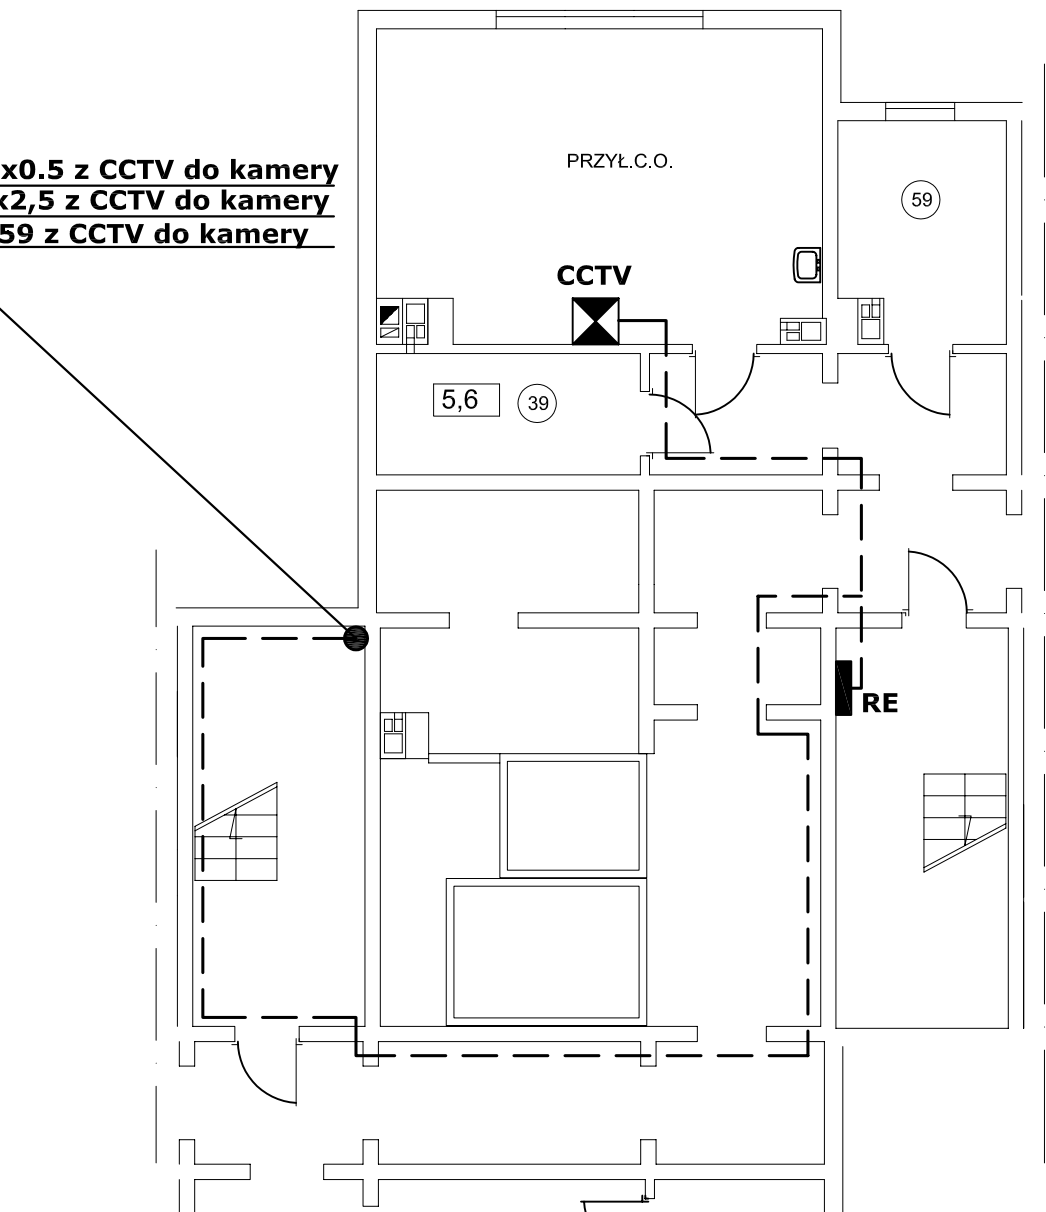 x0.5 z CCTV do kamery
x2,5 z CCTV do kamery
59 z CCTV do kamery
PRZYŁ.C.O.
59
CCTV
5,6
39
RE